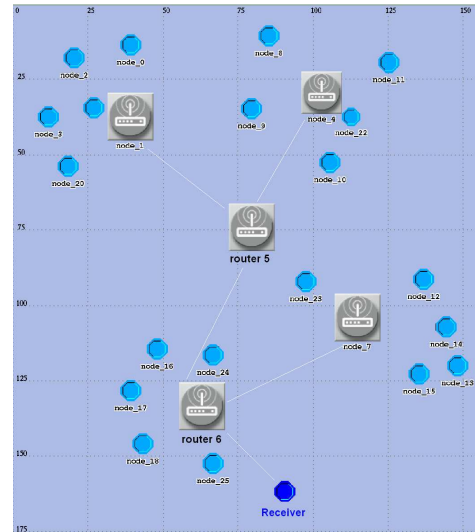 0 25 50 75 100 125 150
node_0
node_8
node_2
node_11
25
node_4
node_9
node_22
node_3
node_1
50
node_20
node_10
75
router 5
100
node_23
node_12
node_7
node_14
node_16
node_24
node_13
125
node_15
node_17
router 6
node_18
150
node_25
Receiver
175